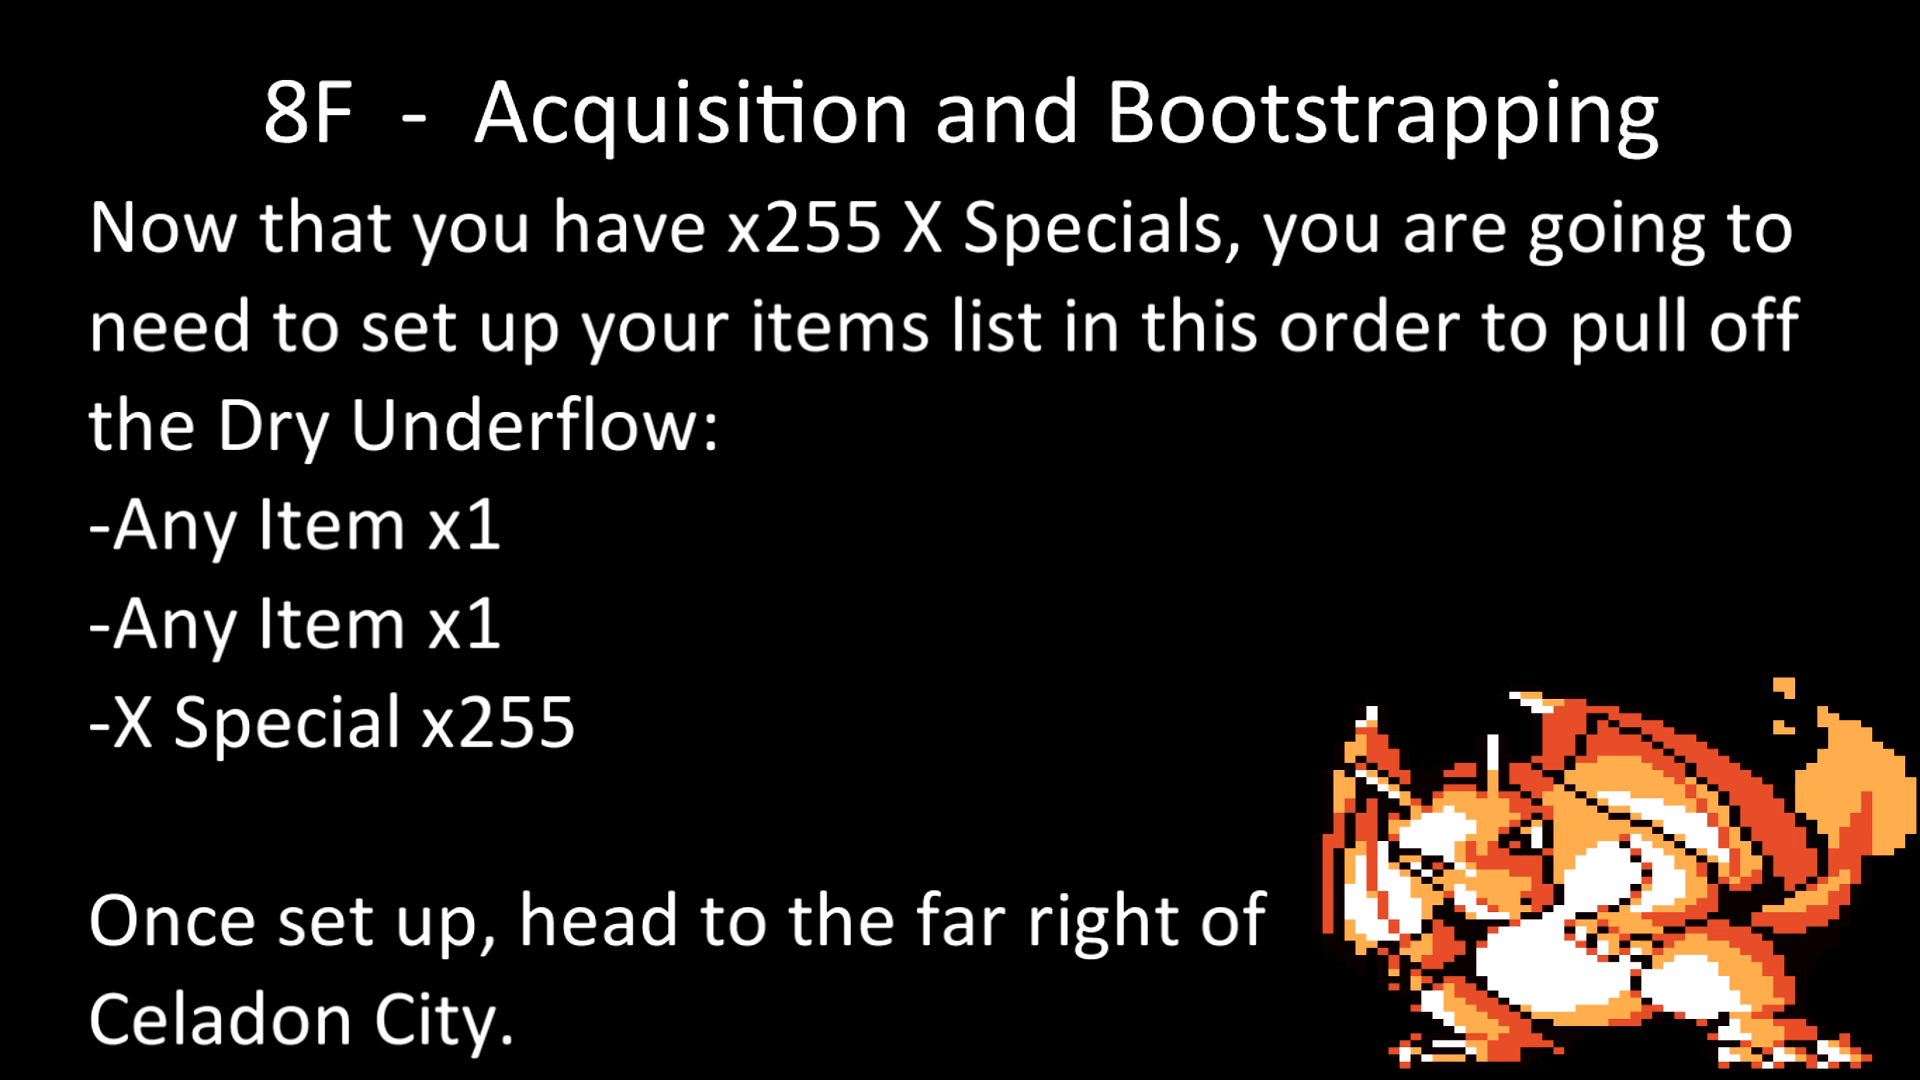 8F - Acquisition and Bootstrapping
Now that you have x255 X Specials, you are going to
need to set up your items list in this order to pull off
the Dry Underflow:
-Any Item x1
-Any Item x1
-X Special x255
Once set up, head to the far right of
Celadon City.